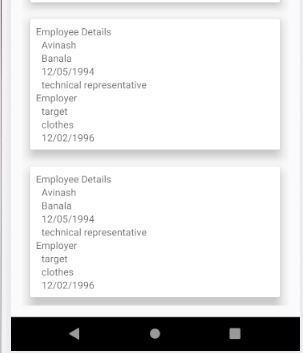 Employee Details
Avinash
Banala
12/05/1994
technical representative
Employer
target
clothes
12/02/1996
Employee Details
Avinash
Banala
12/05/1994
technical representative
Employer
target
clothes
12/02/1996